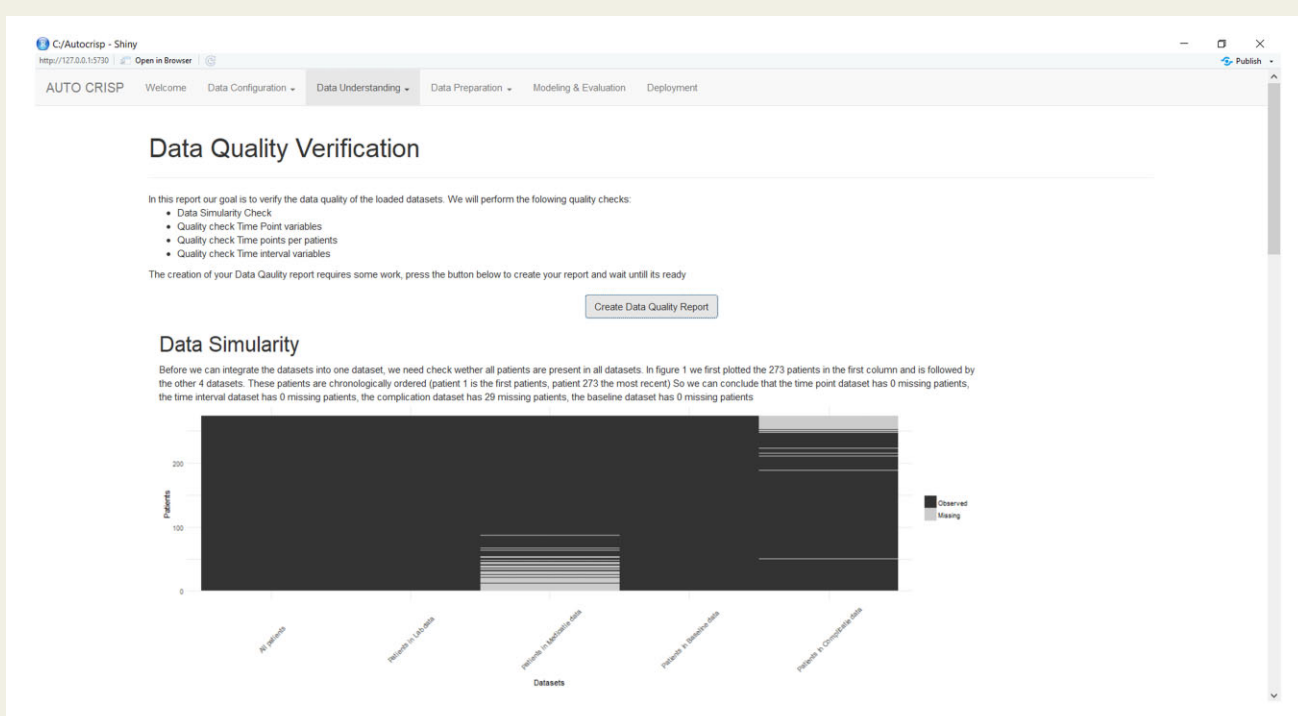 C:/Autocrisp - Shiny
http://127.0.0.1:5730 Open in Browser Publish
AUTO CRISP Welcome Data Configuration Data Understanding Data Preparation Modeling & Evaluation Deployment
Data Quality Verification
In this report our goal is to verify the data quality of the loaded datasets. We will perform the folowing quality checks:
• Data Simularity Check
• Quality check Time Point variables
• Quality check Time points per patients
• Quality check Time interval variables
The creation of your Data Qaulity report requires some work, press the button below to create your report and wait untill its ready
Create Data Quality Report
Data Simularity
Before we can integrate the datasets into one dataset, we need check wether all patients are present in all datasets. In figure 1 we first plotted the 273 patients in the first column and is followed by
the other 4 datasets. These patients are chronologically ordered (patient 1 is the first patients, patient 273 the most recent) So we can conclude that the time point dataset has 0 missing patients,
the time interval dataset has 0 missing patients, the complication dataset has 29 missing patients, the baseline dataset has 0 missing patients
200
100
0
Patients
Observed
Missing
All patients
Patients in Lab data
Patients in data
Patients in Baseline data
Patients in data
Datasets